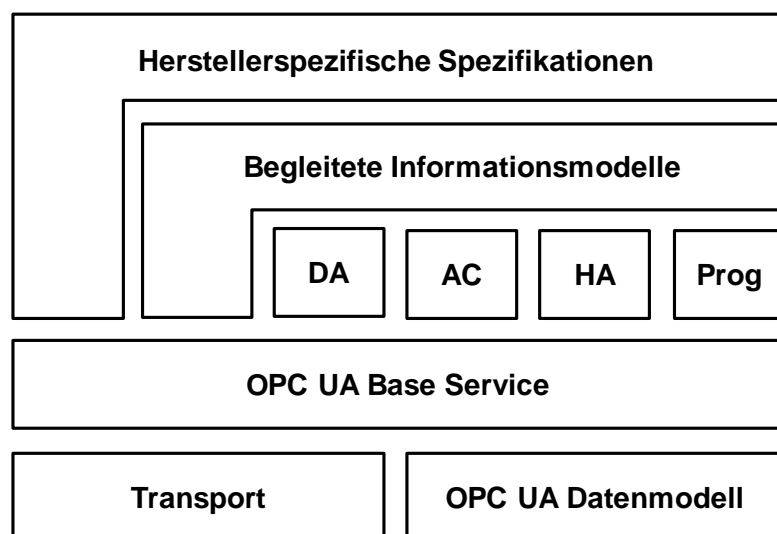 Herstellerspezifische Spezifikationen
Begleitete Informationsmodelle
DA
AC
HA
Prog
OPC UA Base Service
Transport
OPC UA Datenmodell